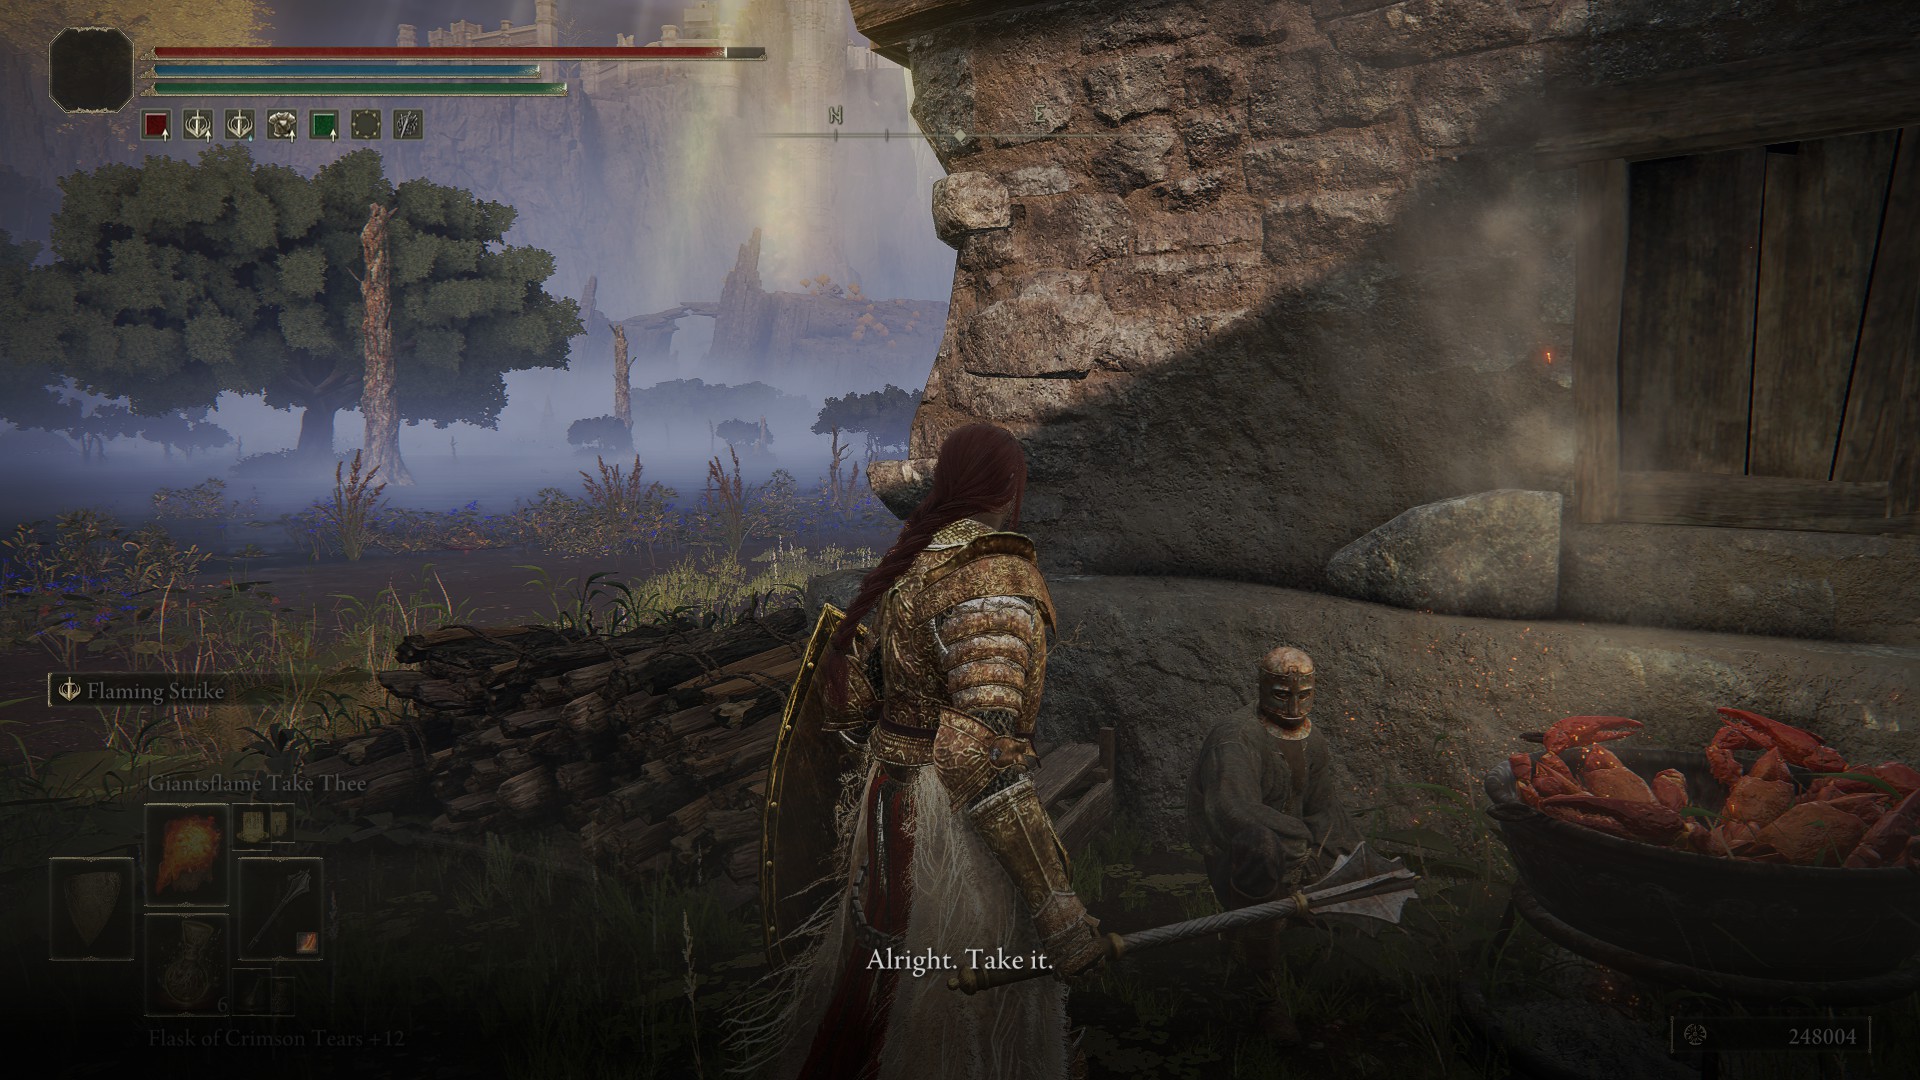 N
E
Flaming Strike
Giantsflame Take Thee
6
Flask of Crimson Tears +12
Alright. Take it.
248004